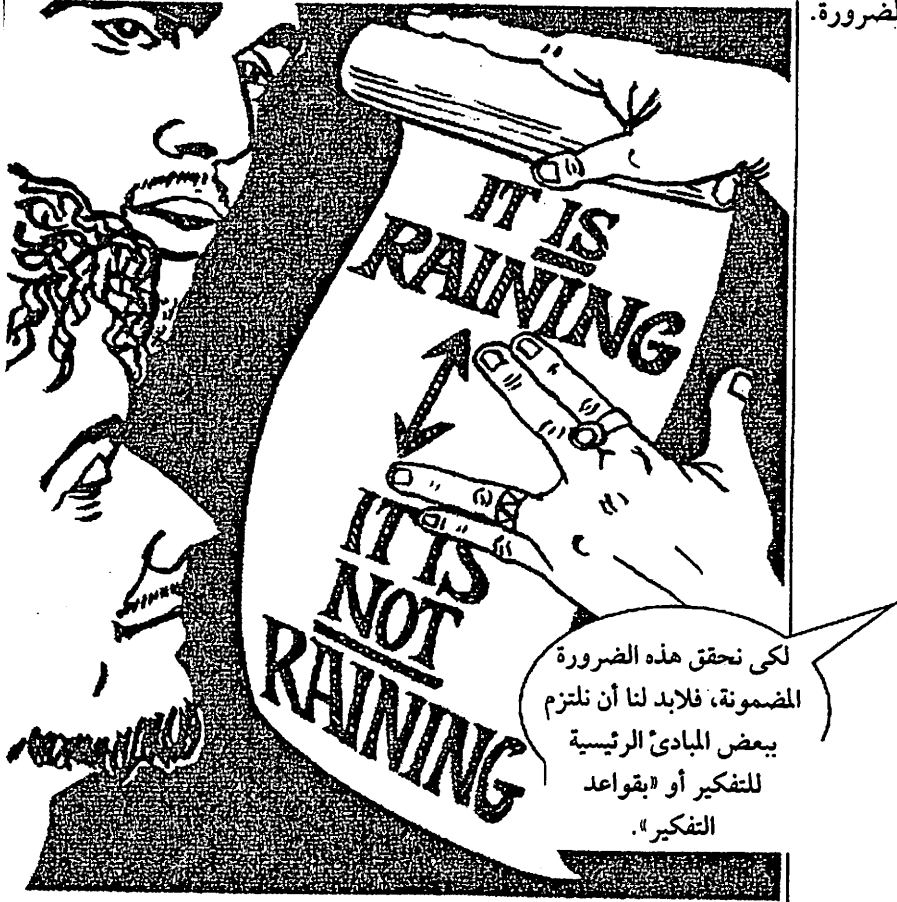 لضرورة.
IT IS
RAINING
IT IS
NOT
RAINING
لكى نحقق هذه الضرورة
المضمونة، فلابد لنا أن نلتزم
ببعض المبادئ الرئيسية
للتفكير أو «بقواعد
التفكير».